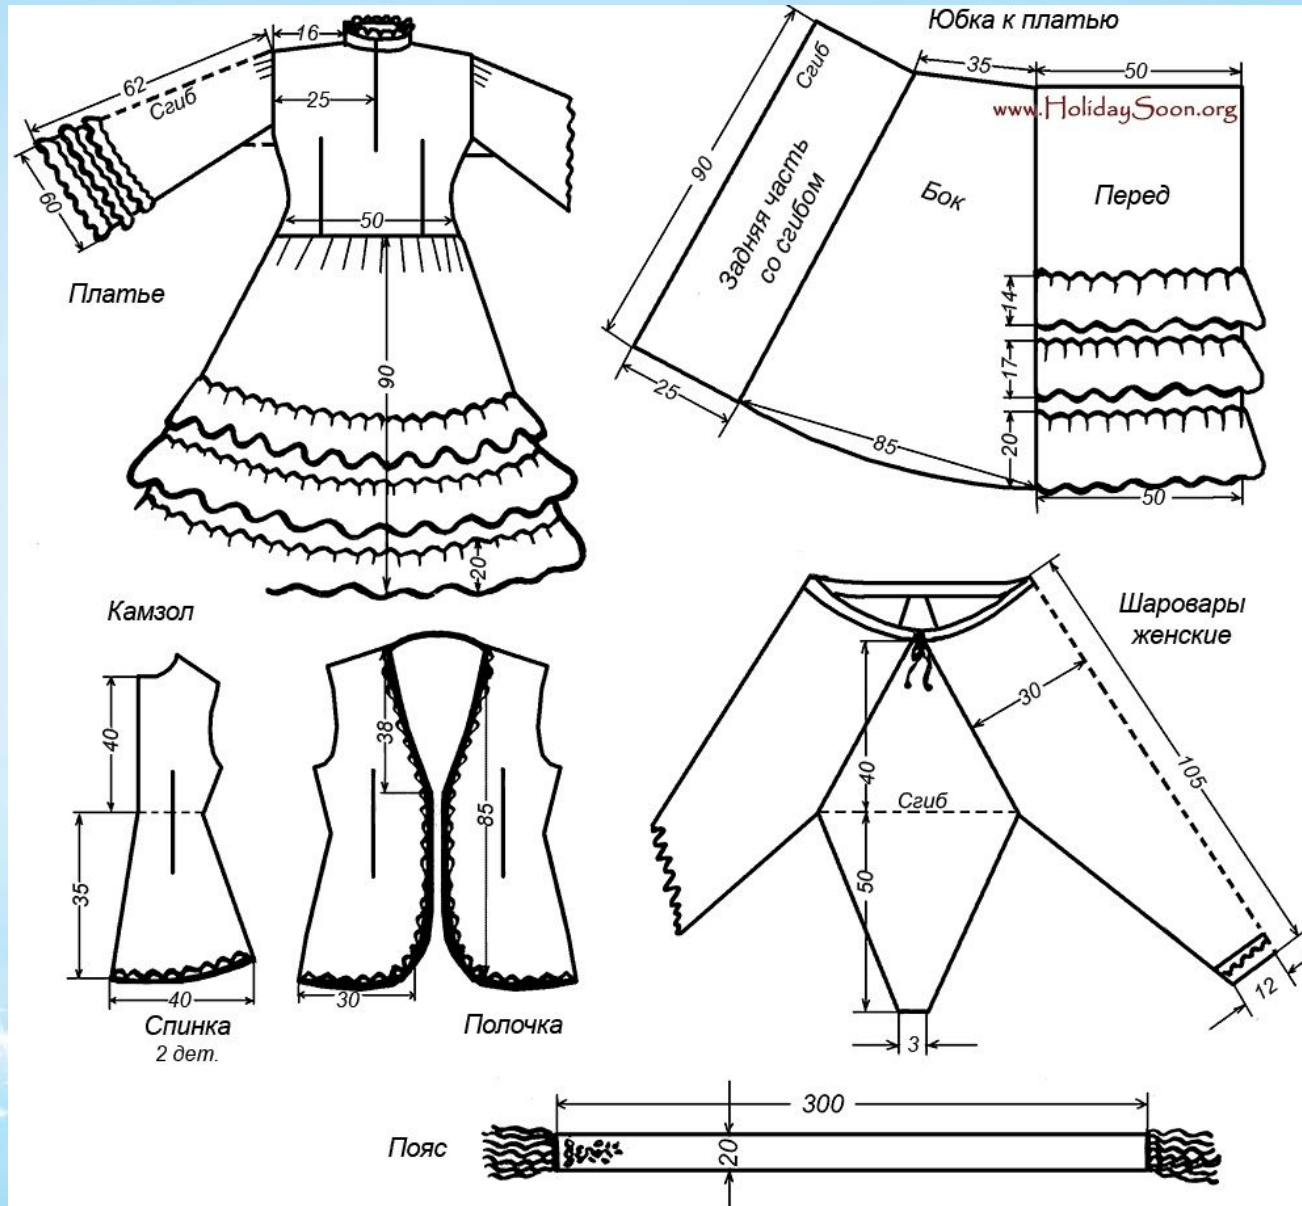 Юбка к платью
16
62
Сгиб
25
60
50
Платье
90
20
Сгиб
35
50
www.HolidaySoon.org
90
Задняя часть
со сгибом
Бок
Перед
14
17
20
25
85
50
Камзол
40
35
40
Спинка
2 дет.
38
85
30
Полочка
Шаровары
женские
30
105
40
Сгиб
50
12
3
300
Пояс
20